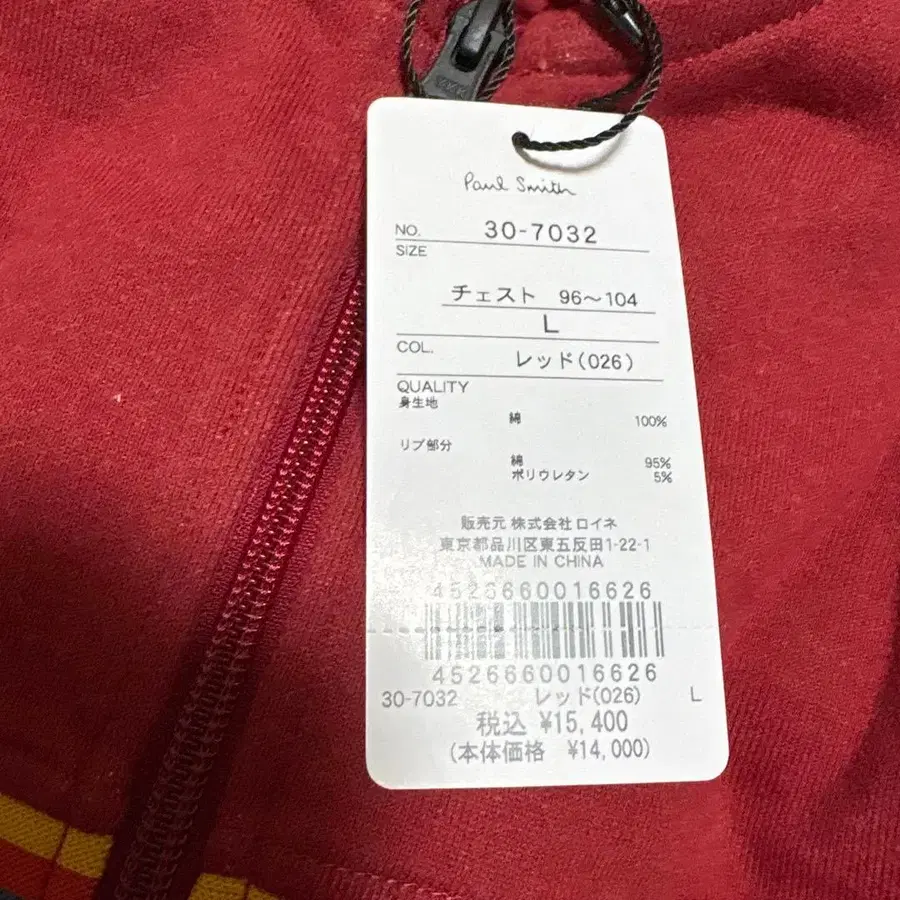 Paul Smith
NO. 30-7032
SIZE
チェスト 96～104
L
COL. レッド(026)
QUALITY
身生地
綿 100%
リブ部分
綿 95%
ポリウレタン 5%
販売元 株式会社 ロイネ
東京都品川区東五反田1-22-1
MADE IN CHINA
4526660016626
4526660016626
30-7032 レッド(026) L
税込 ¥15,400
(本体価格 ¥14,000)